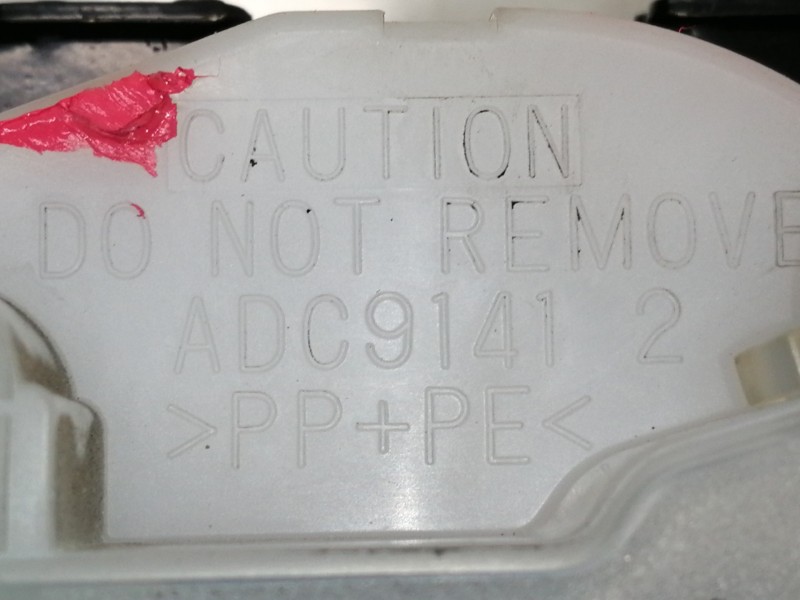 CAUTION
DO NOT REMOVE
ADC9141 2
>PP+PE<